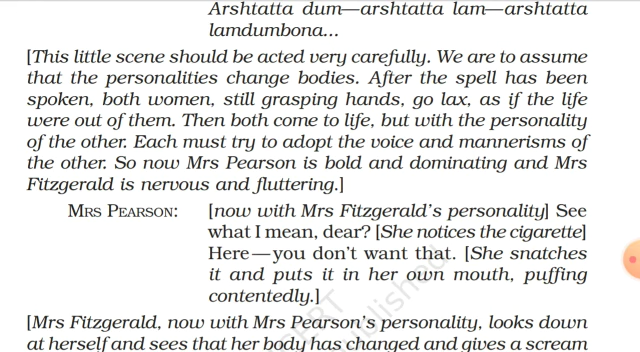 Arshtatta dum—arshtatta lam—arshtatta
lamdumbona...
[This little scene should be acted very carefully. We are to assume
that the personalities change bodies. After the spell has been
spoken, both women, still grasping hands, go lax, as if the life
were out of them. Then both come to life, but with the personality
of the other. Each must try to adopt the voice and mannerisms of
the other. So now Mrs Pearson is bold and dominating and Mrs
Fitzgerald is nervous and fluttering.]
MRS PEARSON: [now with Mrs Fitzgerald's personality] See
what I mean, dear? [She notices the cigarette]
Here—you don't want that. [She snatches
it and puts it in her own mouth, puffing
contentedly.]
[Mrs Fitzgerald, now with Mrs Pearson's personality, looks down
at herself and sees that her body has changed and gives a scream